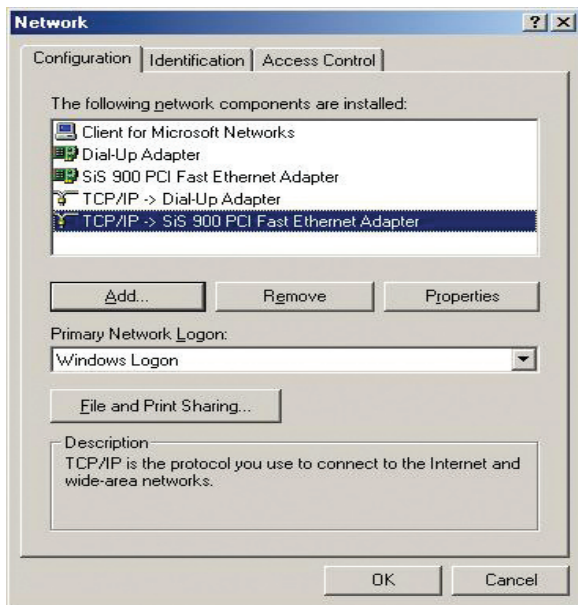 Network
Configuration Identification Access Control
The following network components are installed:
Client for Microsoft Networks
Dial-Up Adapter
SiS 900 PCI Fast Ethernet Adapter
TCP/IP -> Dial-Up Adapter
TCP/IP -> SiS 900 PCI Fast Ethernet Adapter
Add... Remove Properties
Primary Network Logon:
Windows Logon
File and Print Sharing...
Description
TCP/IP is the protocol you use to connect to the Internet and
wide-area networks.
OK Cancel